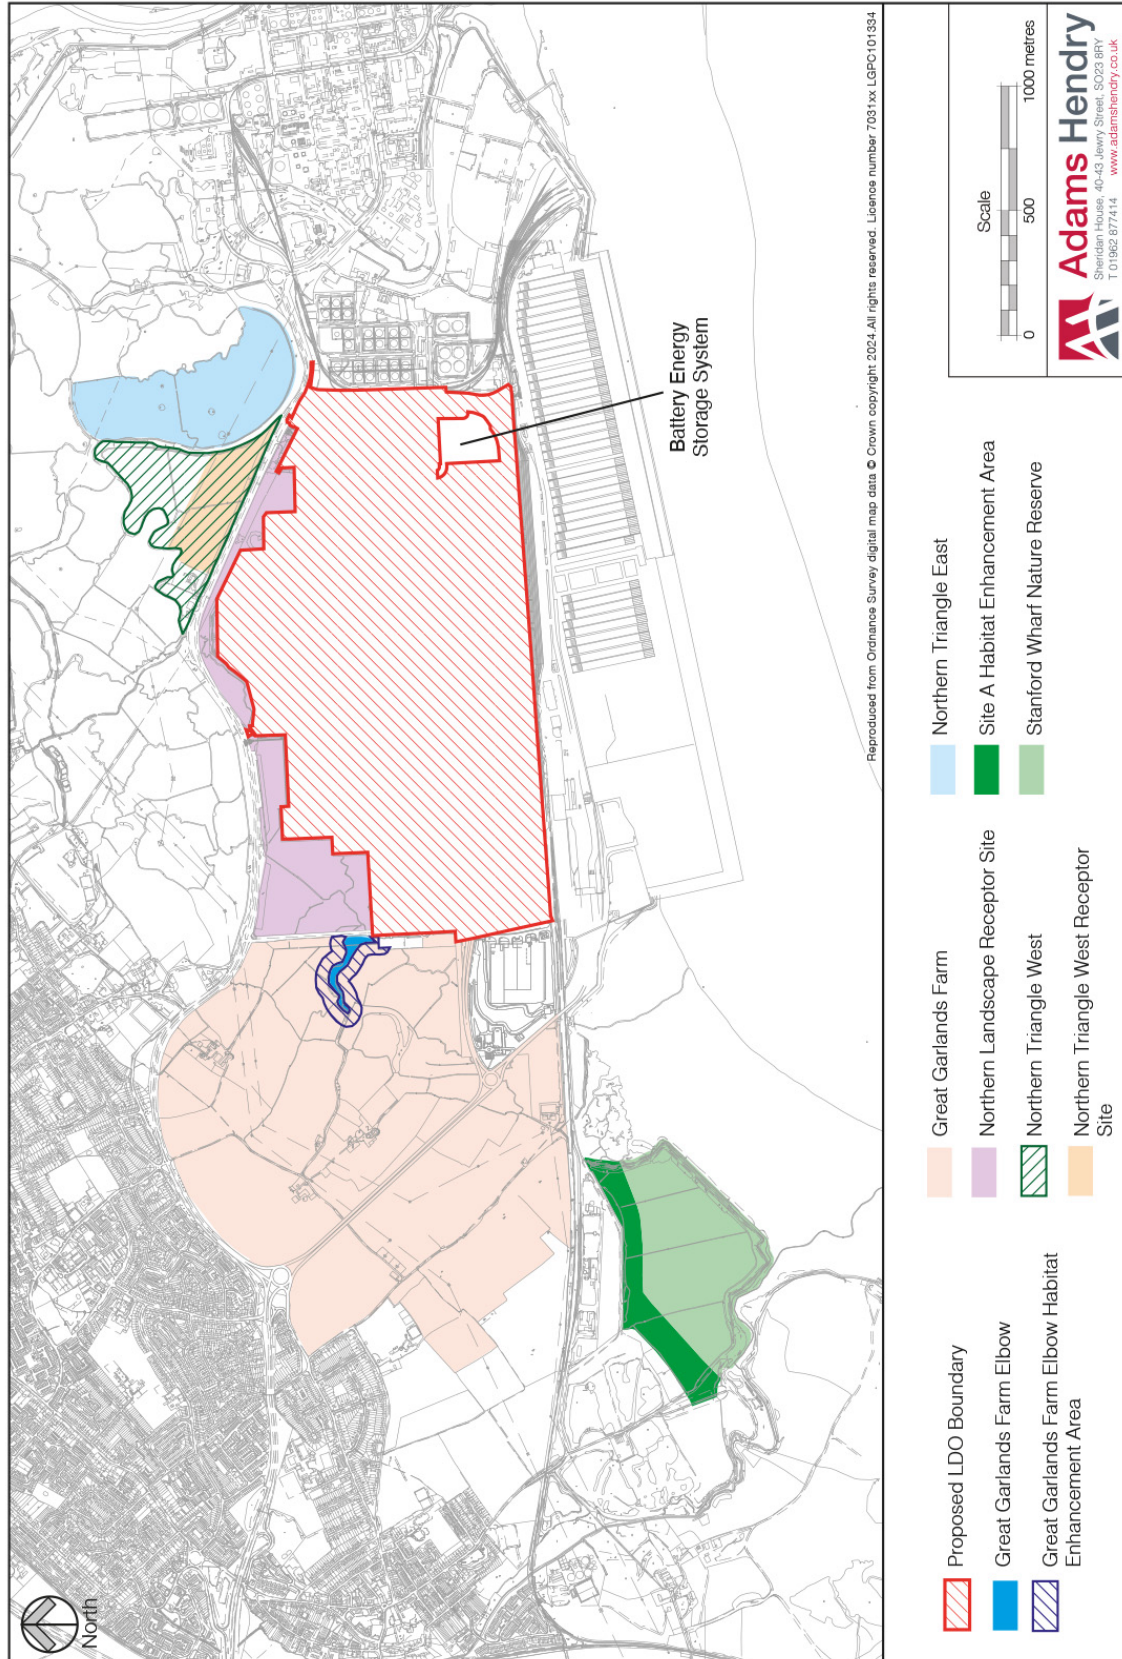 North
Battery Energy
Storage System
Reproduced from Ordnance Survey digital map data © Crown copyright 2024 All rights reserved. Licence number 7031xx LGPC101334
Proposed LDO Boundary
Great Garlands Farm Elbow
Great Garlands Farm Elbow Habitat
Enhancement Area
Great Garlands Farm
Northern Landscape Receptor Site
Northern Triangle West
Northern Triangle West Receptor
Site
Northern Triangle East
Site A Habitat Enhancement Area
Stanford Wharf Nature Reserve
Scale
0 500 1000 metres
Adams Hendry
Sheridan House, 40-43 Jewry Street, SO23 8RY
T 01962 877414 www.adamshendry.co.uk